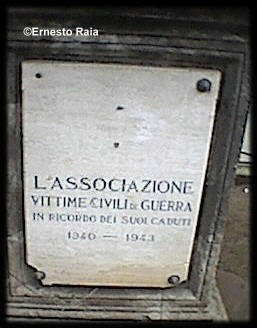 ©Ernesto Raia
L'ASSOCIAZIONE
VITTIME CIVILI DI GUERRA
IN RICORDO DEI SUOI CADUTI
1940 — 1943